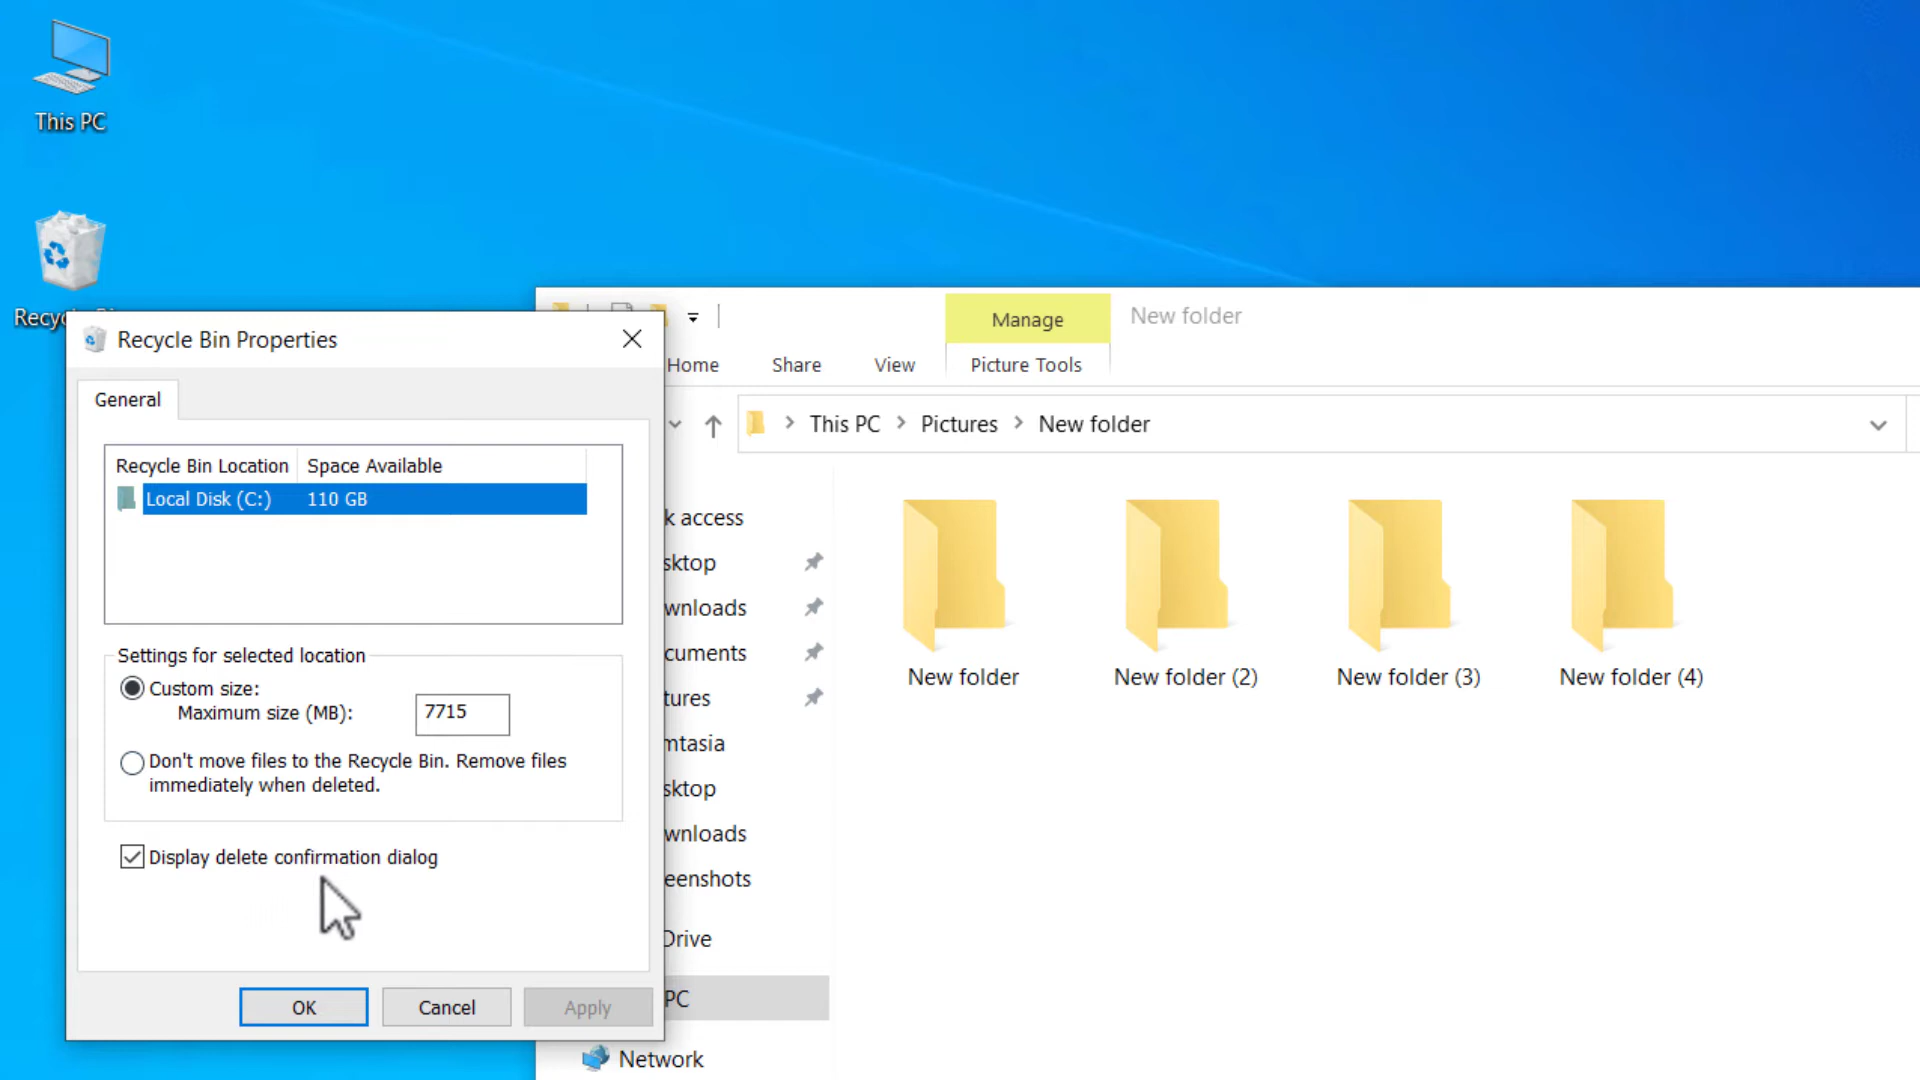 This PC
Recycle Bin Properties
General
Recycle Bin Location
Space Available
Local Disk (C:)
110 GB
Settings for selected location
Custom size:
Maximum size (MB):
7715
Don't move files to the Recycle Bin. Remove files
immediately when deleted.
Display delete confirmation dialog
OK
Cancel
Apply
Manage
New folder
Home
Share
View
Picture Tools
This PC
Pictures
New folder
k access
sktop
wnloads
cuments
tures
mtasia
sktop
wnloads
eenshots
Drive
PC
Network
New folder
New folder (2)
New folder (3)
New folder (4)